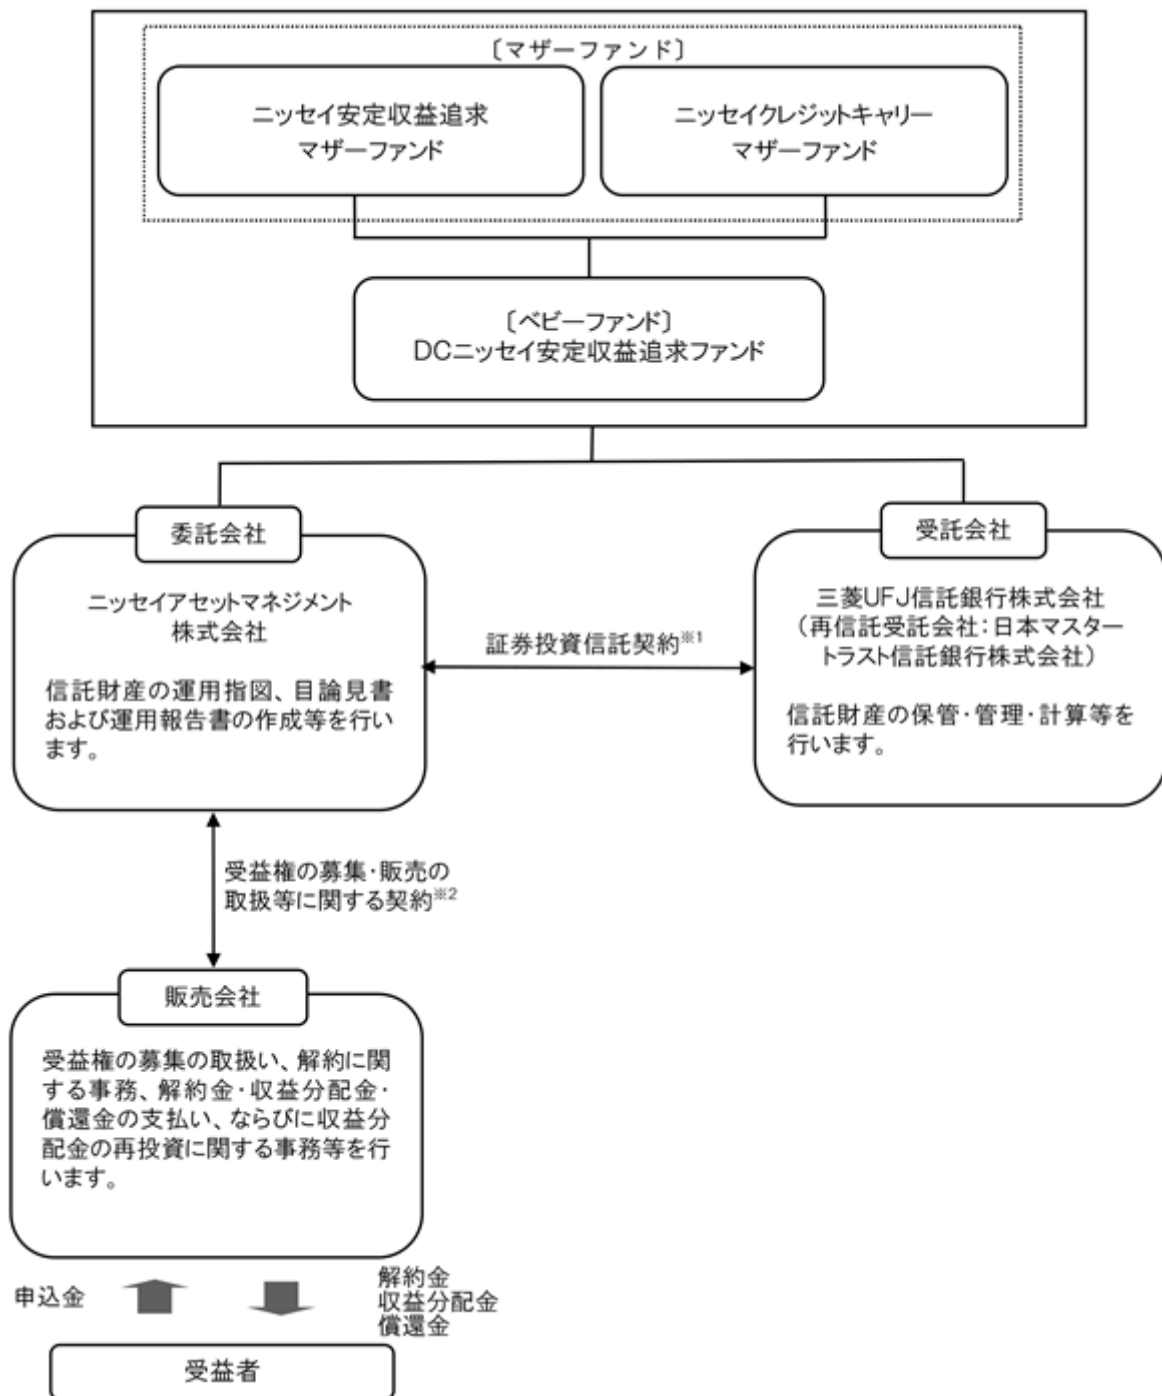 〔マザーファンド〕
ニッセイ安定収益追求
マザーファンド
ニッセイクレジットキャリー
マザーファンド
〔ベビーファンド〕
DCニッセイ安定収益追求ファンド
委託会社
ニッセイアセットマネジメント
株式会社
信託財産の運用指図、目論見書
および運用報告書の作成等を行い
ます。
証券投資信託契約※1
受託会社
三菱UFJ信託銀行株式会社
（再信託受託会社：日本マスター
トラスト信託銀行株式会社）
信託財産の保管・管理・計算等を
行います。
受益権の募集・販売の
取扱等に関する契約※2
販売会社
受益権の募集の取扱い、解約に関
する事務、解約金・収益分配金・
償還金の支払い、ならびに収益分
配金の再投資に関する事務等を行
います。
申込金
解約金
収益分配金
償還金
受益者